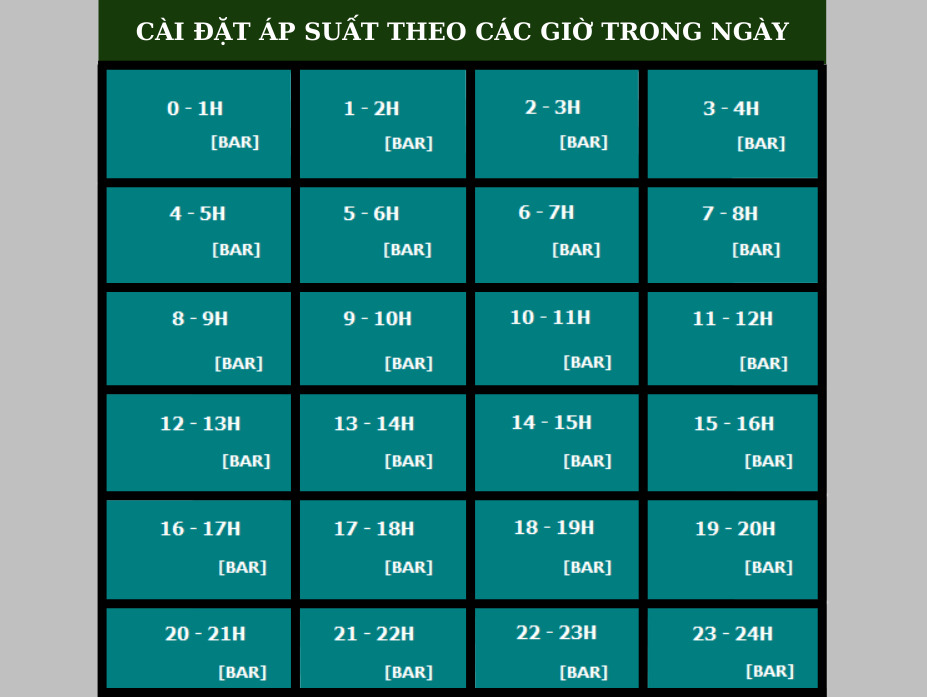 CÀI ĐẶT ÁP SUẤT THEO CÁC GIỜ TRONG NGÀY
0 - 1H
[BAR]
1 - 2H
[BAR]
2 - 3H
[BAR]
3 - 4H
[BAR]
4 - 5H
[BAR]
5 - 6H
[BAR]
6 - 7H
[BAR]
7 - 8H
[BAR]
8 - 9H
[BAR]
9 - 10H
[BAR]
10 - 11H
[BAR]
11 - 12H
[BAR]
12 - 13H
[BAR]
13 - 14H
[BAR]
14 - 15H
[BAR]
15 - 16H
[BAR]
16 - 17H
[BAR]
17 - 18H
[BAR]
18 - 19H
[BAR]
19 - 20H
[BAR]
20 - 21H
[BAR]
21 - 22H
[BAR]
22 - 23H
[BAR]
23 - 24H
[BAR]